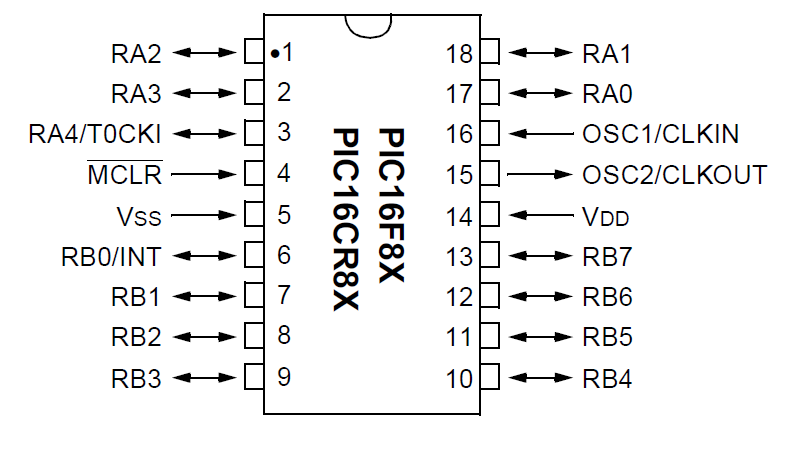 RA2 •1 18 RA1
RA3 2 17 RA0
RA4/T0CKI 3 16 OSC1/CLKIN
MCLR 4 15 OSC2/CLKOUT
VSS 5 14 VDD
RB0/INT 6 13 RB7
RB1 7 12 RB6
RB2 8 11 RB5
RB3 9 10 RB4
PIC16F8X
PIC16CR8X